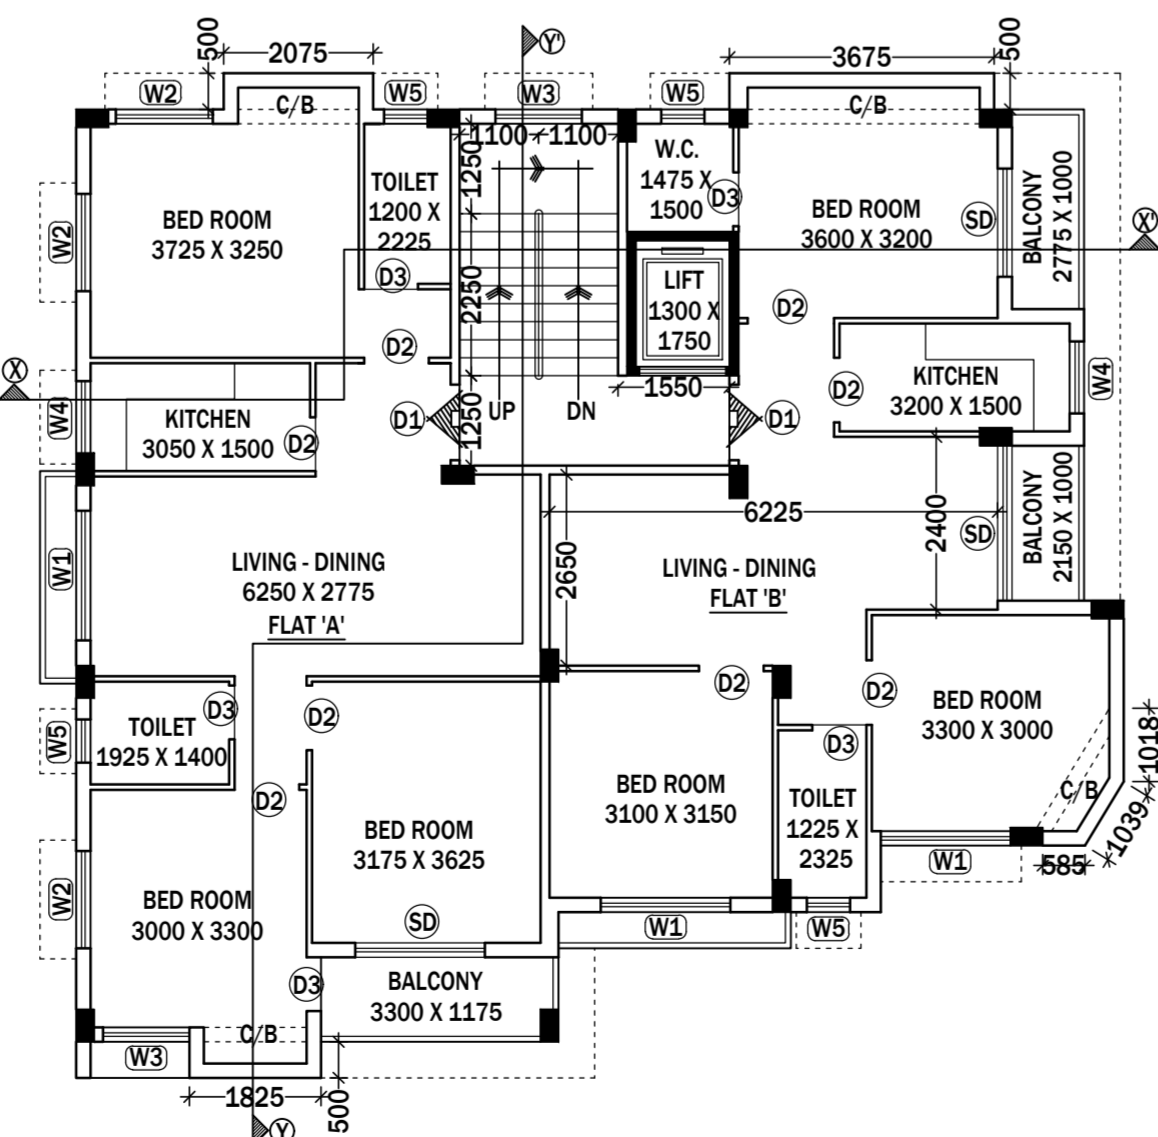 500
2075
Y'
3675
500
W2
C/B
W5
W3
W5
C/B
1100
1100
1250
W.C.
1475 X
1500
D3
TOILET
1200 X
2225
BED ROOM
3725 X 3250
BED ROOM
3600 X 3200
SD
BALCONY
2775 X 1000
X'
W2
D3
2250
LIFT
1300 X
1750
D2
D2
X
W4
KITCHEN
3050 X 1500
D2
D1
1250
UP
DN
1550
D1
D2
KITCHEN
3200 X 1500
W4
W1
LIVING - DINING
6250 X 2775
FLAT 'A'
2650
6225
LIVING - DINING
FLAT 'B'
2400
SD
BALCONY
2150 X 1000
TOILET
1925 X 1400
D3
W5
D2
D2
D2
D2
BED ROOM
3300 X 3000
1018
C/B
1039
585
D3
BED ROOM
3100 X 3150
TOILET
1225 X
2325
BED ROOM
3175 X 3625
W1
W2
BED ROOM
3000 X 3300
SD
W1
W5
D3
BALCONY
3300 X 1175
W3
C/B
1825
500
Y